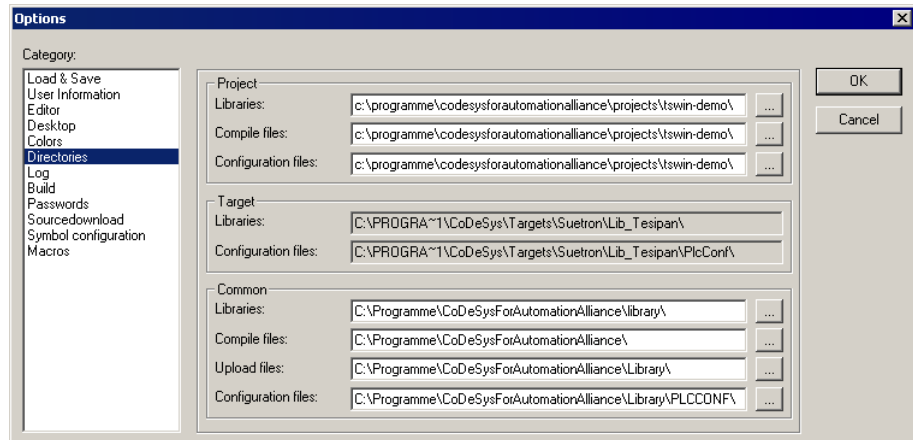 Options
Category:
Load & Save
User Information
Editor
Desktop
Colors
Directories
Log
Build
Passwords
Sourcedownload
Symbol configuration
Macros
Project
Libraries: c:\programme\codesysforautomationalliance\projects\tswin-demo\ ...
Compile files: c:\programme\codesysforautomationalliance\projects\tswin-demo\ ...
Configuration files: c:\programme\codesysforautomationalliance\projects\tswin-demo\ ...
Target
Libraries: C:\PROGRA~1\CoDeSys\Targets\Suetron\Lib_Tesipan\
Configuration files: C:\PROGRA~1\CoDeSys\Targets\Suetron\Lib_Tesipan\PlcConf\
Common
Libraries: C:\Programme\CoDeSysForAutomationAlliance\library\ ...
Compile files: C:\Programme\CoDeSysForAutomationAlliance\ ...
Upload files: C:\Programme\CoDeSysForAutomationAlliance\Library\ ...
Configuration files: C:\Programme\CoDeSysForAutomationAlliance\Library\PLCCONF\ ...
OK
Cancel